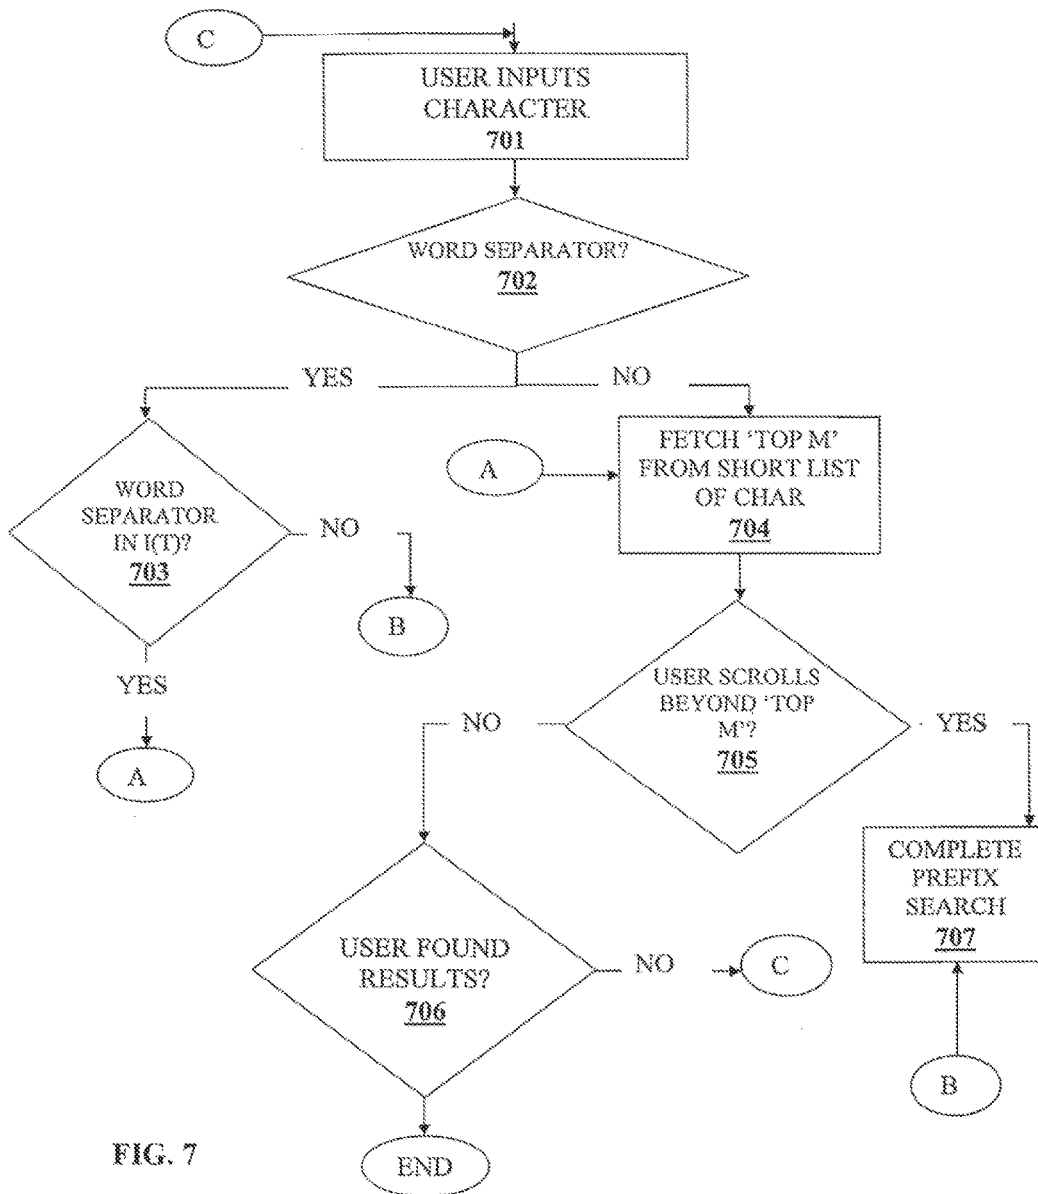 C
USER INPUTS
CHARACTER
701
WORD SEPARATOR?
702
YES
NO
WORD
SEPARATOR
IN I(T)?
703
NO
A
FETCH ‘TOP M’
FROM SHORT LIST
OF CHAR
704
B
YES
A
USER SCROLLS
BEYOND ‘TOP
M’?
705
NO
YES
COMPLETE
PREFIX
SEARCH
707
USER FOUND
RESULTS?
706
NO
C
B
END
FIG. 7